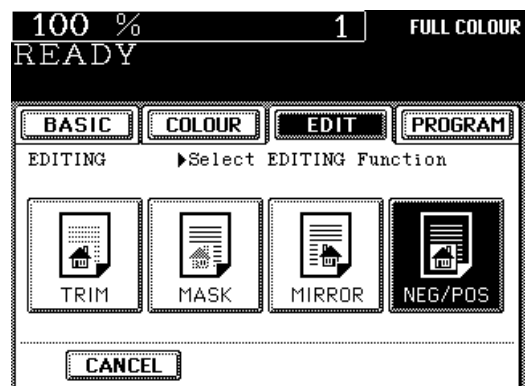 100 % 1 FULL COLOUR
READY
BASIC COLOUR EDIT PROGRAM
EDITING ▶Select EDITING Function
TRIM MASK MIRROR NEG/POS
CANCEL